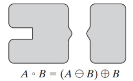 A ∘ B = (A ⊖ B) ⊕ B